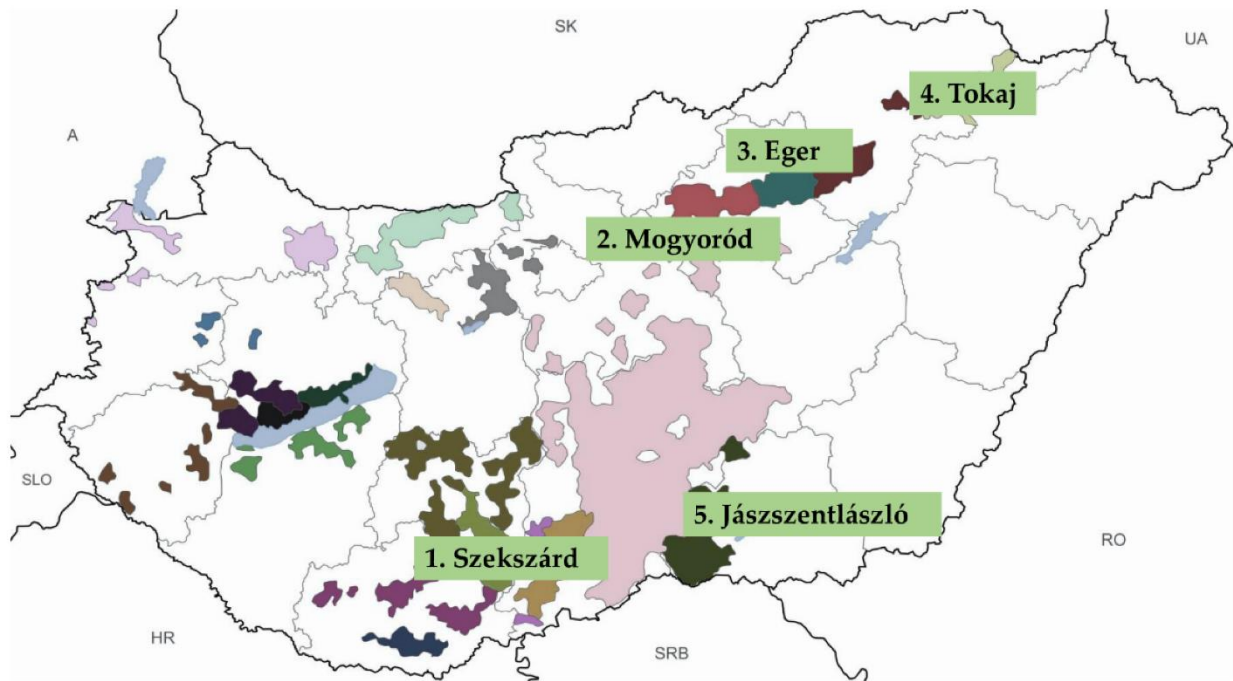 SK
UA
A
4. Tokaj
3. Eger
2. Mogyoród
SLO
5. Jászszentlászló
1. Szekszárd
RO
HR
SRB